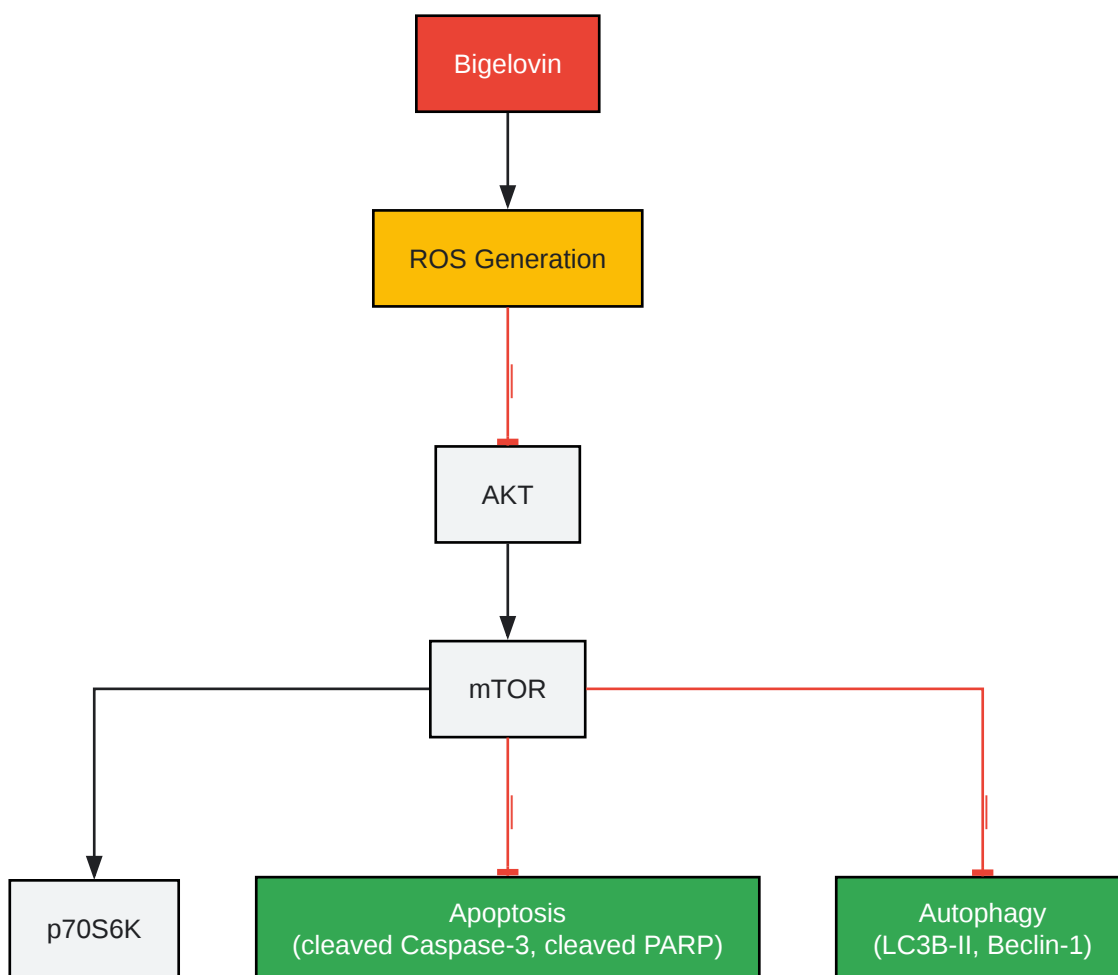 Bigelovin
ROS Generation
AKT
mTOR
p70S6K
Apoptosis
(cleaved Caspase-3, cleaved PARP)
Autophagy
(LC3B-II, Beclin-1)